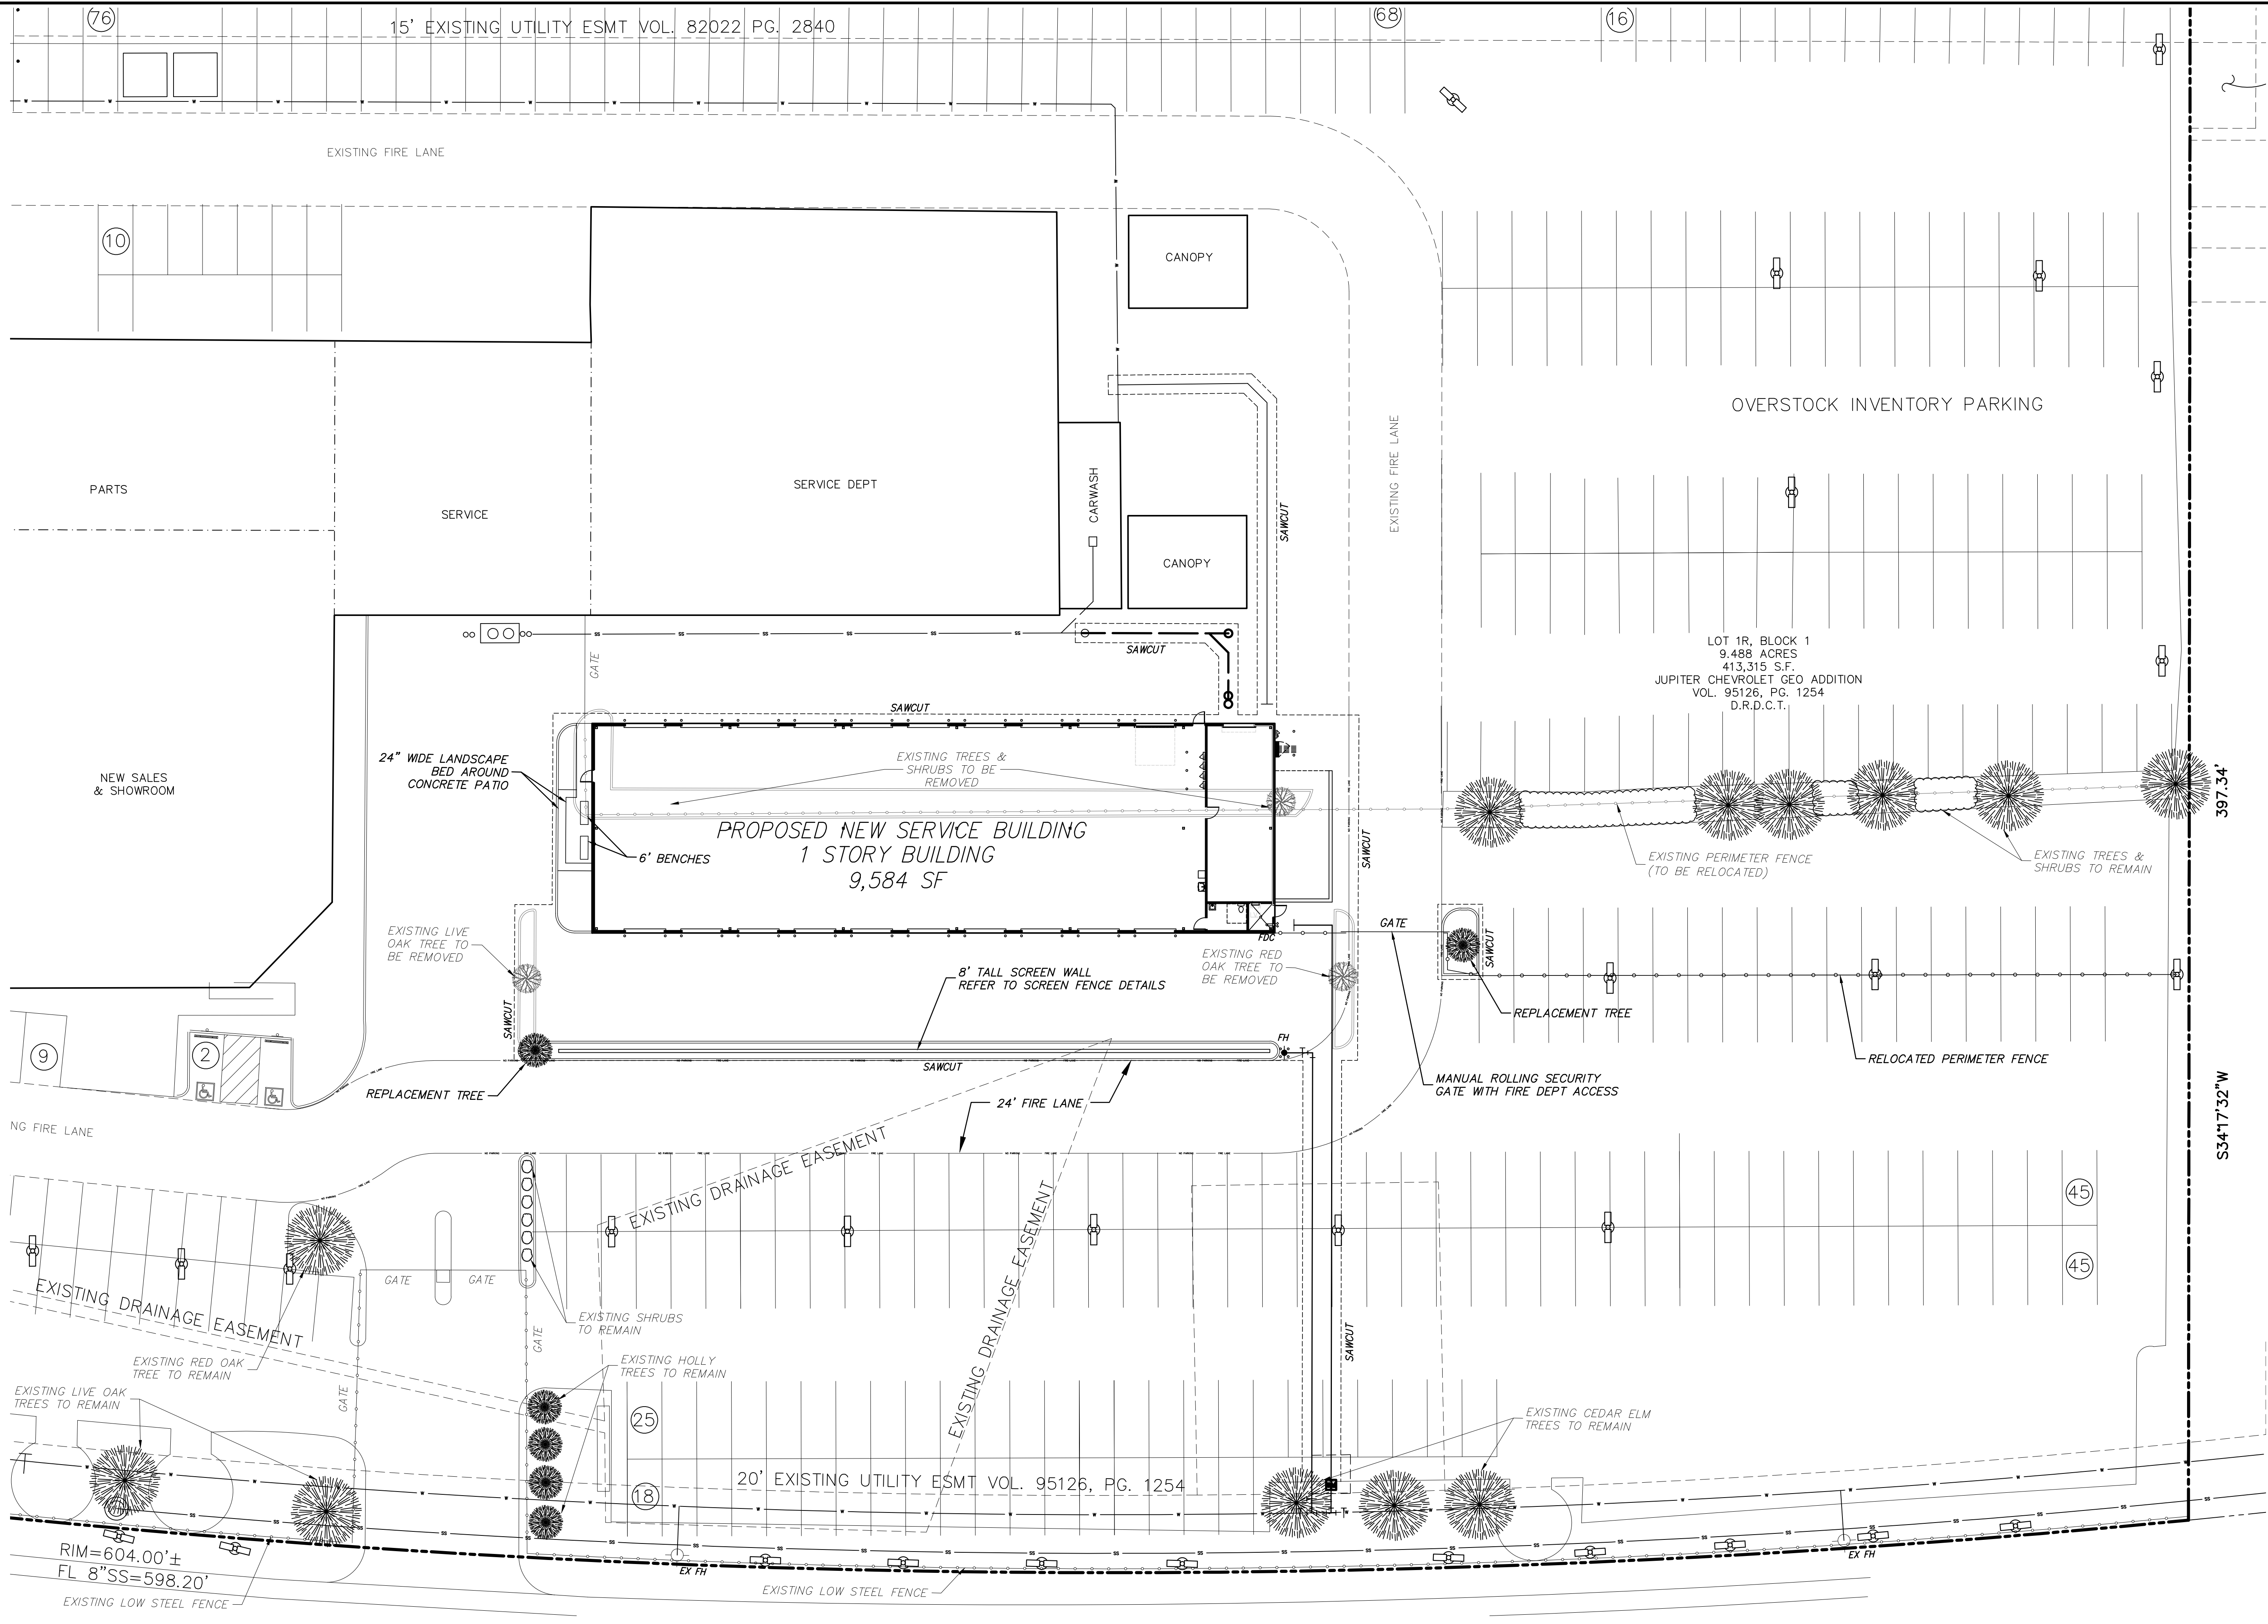 76
15' EXISTING UTILITY ESMT VOL. 82022 PG. 2840
68
16
EXISTING FIRE LANE
10
CANOPY
OVERSTOCK INVENTORY PARKING
EXISTING FIRE LANE
PARTS
SERVICE
SERVICE DEPT
CARWASH
CANOPY
SAWCUT
LOT 1R, BLOCK 1
9.488 ACRES
413,315 S.F.
JUPITER CHEVROLET GEO ADDITION
VOL. 95126, PG. 1254
D.R.D.C.T.
GATE
SAWCUT
SAWCUT
NEW SALES
& SHOWROOM
24" WIDE LANDSCAPE
BED AROUND
CONCRETE PATIO
EXISTING TREES &
SHRUBS TO BE
REMOVED
PROPOSED NEW SERVICE BUILDING
1 STORY BUILDING
9,584 SF
6' BENCHES
SAWCUT
EXISTING PERIMETER FENCE
(TO BE RELOCATED)
EXISTING TREES &
SHRUBS TO REMAIN
397.34'
EXISTING LIVE
OAK TREE TO
BE REMOVED
FDC
GATE
SAWCUT
EXISTING RED
OAK TREE TO
BE REMOVED
8' TALL SCREEN WALL
REFER TO SCREEN FENCE DETAILS
SAWCUT
REPLACEMENT TREE
FH
9
2
SAWCUT
RELOCATED PERIMETER FENCE
REPLACEMENT TREE
24' FIRE LANE
MANUAL ROLLING SECURITY
GATE WITH FIRE DEPT ACCESS
S34°17'32"W
NG FIRE LANE
EXISTING DRAINAGE EASEMENT
45
45
EXISTING DRAINAGE EASEMENT
GATE
GATE
EXISTING DRAINAGE EASEMENT
EXISTING SHRUBS
TO REMAIN
GATE
SAWCUT
EXISTING RED OAK
TREE TO REMAIN
EXISTING HOLLY
TREES TO REMAIN
GATE
EXISTING LIVE OAK
TREES TO REMAIN
25
EXISTING CEDAR ELM
TREES TO REMAIN
20' EXISTING UTILITY ESMT VOL. 95126, PG. 1254
18
RIM=604.00'±
FL 8"SS=598.20'
EX FH
EX FH
EXISTING LOW STEEL FENCE
EXISTING LOW STEEL FENCE